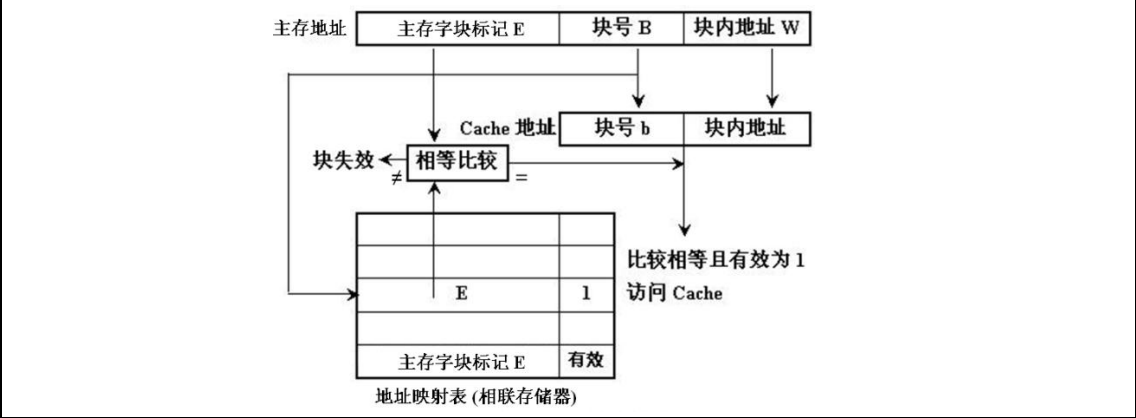 主存地址 主存字块标记 E 块号 B 块内地址 W
Cache 地址 块号 b 块内地址
块失效 相等比较
≠ =
比较相等且有效为 1
E 1 访问 Cache
主存字块标记 E 有效
地址映射表 (相联存储器)